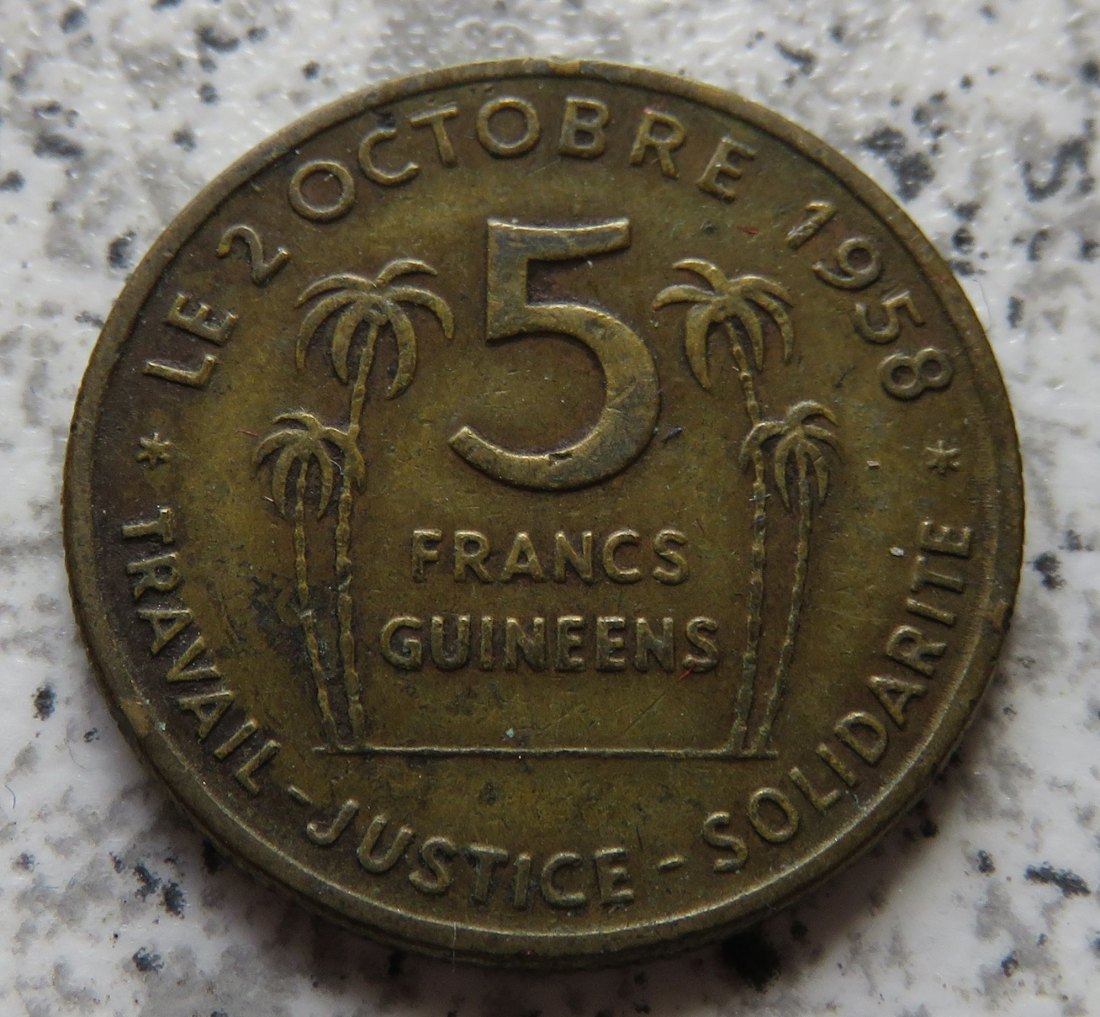 * LE 2 OCTOBRE 1958 *
5
FRANCS
GUINEENS
TRAVAIL - JUSTICE - SOLIDARITE